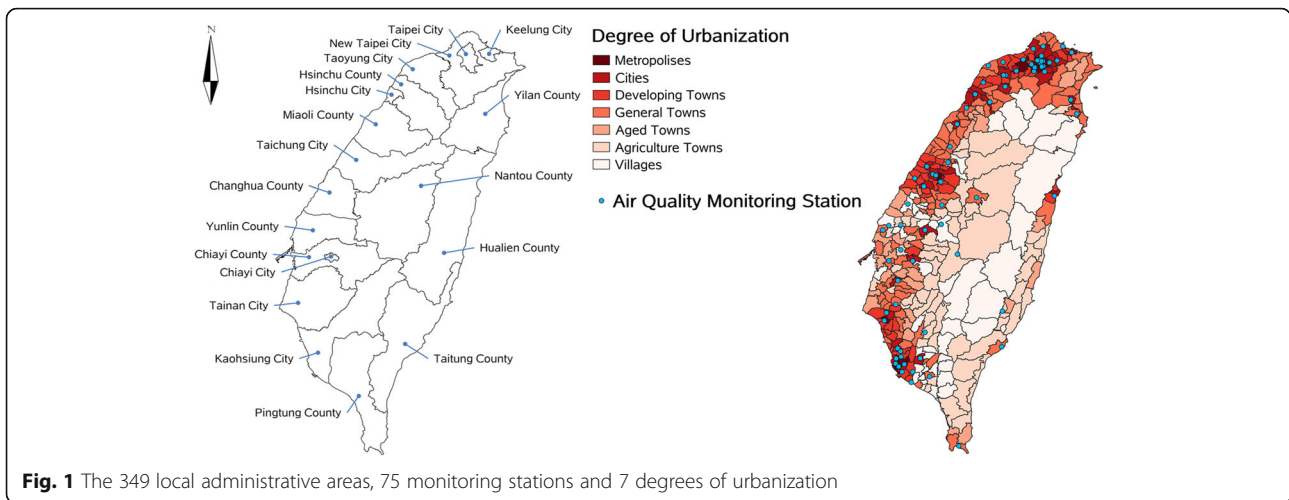 N
Taipei City
Keelung City
New Taipei City
Taoyung City
Hsinchu County
Hsinchu City
Yilan County
Miaoli County
Taichung City
Nantou County
Changhua County
Yunlin County
Hualien County
Chiayi County
Chiayi City
Tainan City
Kaohsiung City
Taitung County
Pingtung County
Degree of Urbanization
Metropolises
Cities
Developing Towns
General Towns
Aged Towns
Agriculture Towns
Villages
Air Quality Monitoring Station
Fig. 1 The 349 local administrative areas, 75 monitoring stations and 7 degrees of urbanization